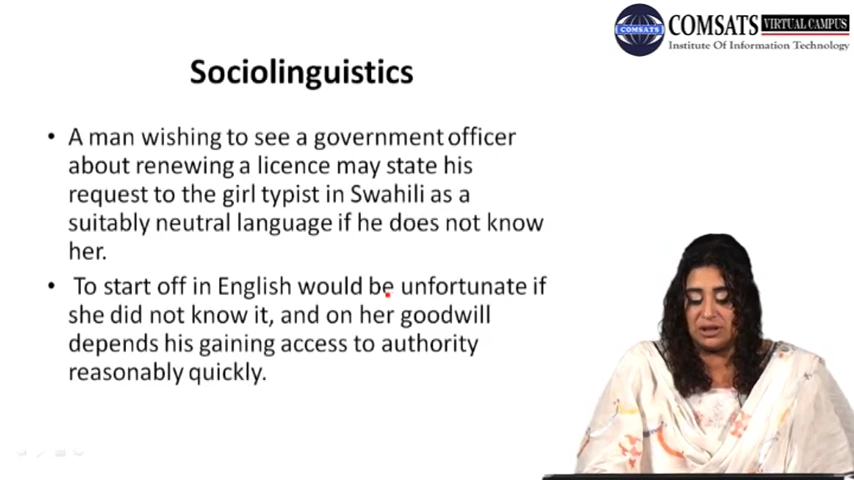 COMSATS
COMSATS VIRTUAL CAMPUS
Institute Of Information Technology
Sociolinguistics
• A man wishing to see a government officer
about renewing a licence may state his
request to the girl typist in Swahili as a
suitably neutral language if he does not know
her.
• To start off in English would be unfortunate if
she did not know it, and on her goodwill
depends his gaining access to authority
reasonably quickly.